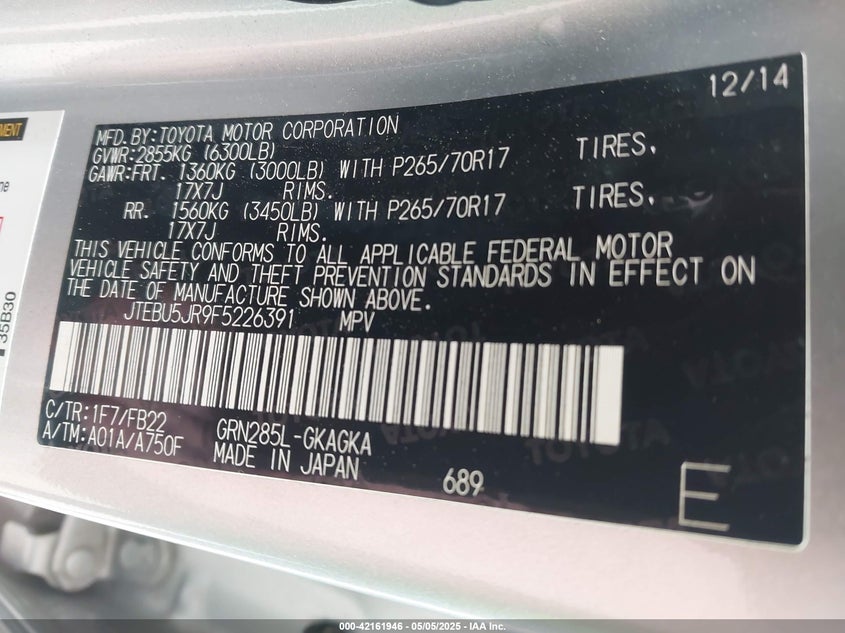 12/14
MFD.BY:TOYOTA MOTOR CORPORATION
GVWR:2855KG (6300LB)
GAWR:FRT. 1360KG (3000LB) WITH P265/70R17 TIRES,
17X7J RIMS.
RR. 1560KG (3450LB) WITH P265/70R17 TIRES,
17X7J RIMS.
THIS VEHICLE CONFORMS TO ALL APPLICABLE FEDERAL MOTOR
VEHICLE SAFETY AND THEFT PREVENTION STANDARDS IN EFFECT ON
THE DATE OF MANUFACTURE SHOWN ABOVE.
JTEBU5JR9F5226391 MPV
C/TR:1F7/FB22
A/TM:A01A/A750F
GRN285L-GKAGKA
MADE IN JAPAN
689
E
35B30
000-42161946 - 05/05/2025 - IAA Inc.